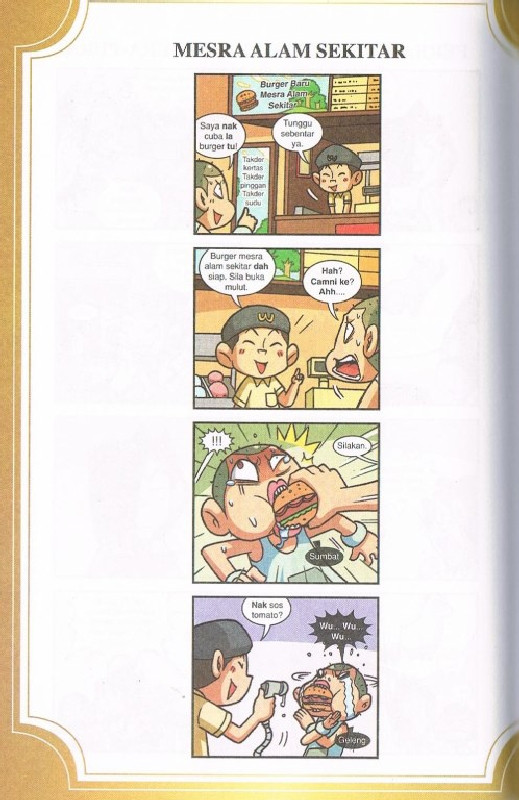 MESRA ALAM SEKITAR
Burger Baru
Mesra Alam
Sekitar
Saya nak
cuba la
burger tu!
Tunggu
sebentar
ya.
Takder
kertas
Takder
pinggan
Takder
sudu
Burger mesra
alam sekitar dah
siap. Sila buka
mulut.
Hah?
Camni ke?
Ahh....
!!!
Silakan.
Sumbat
Nak sos
tomato?
Wu... Wu...
Wu...
Geleng